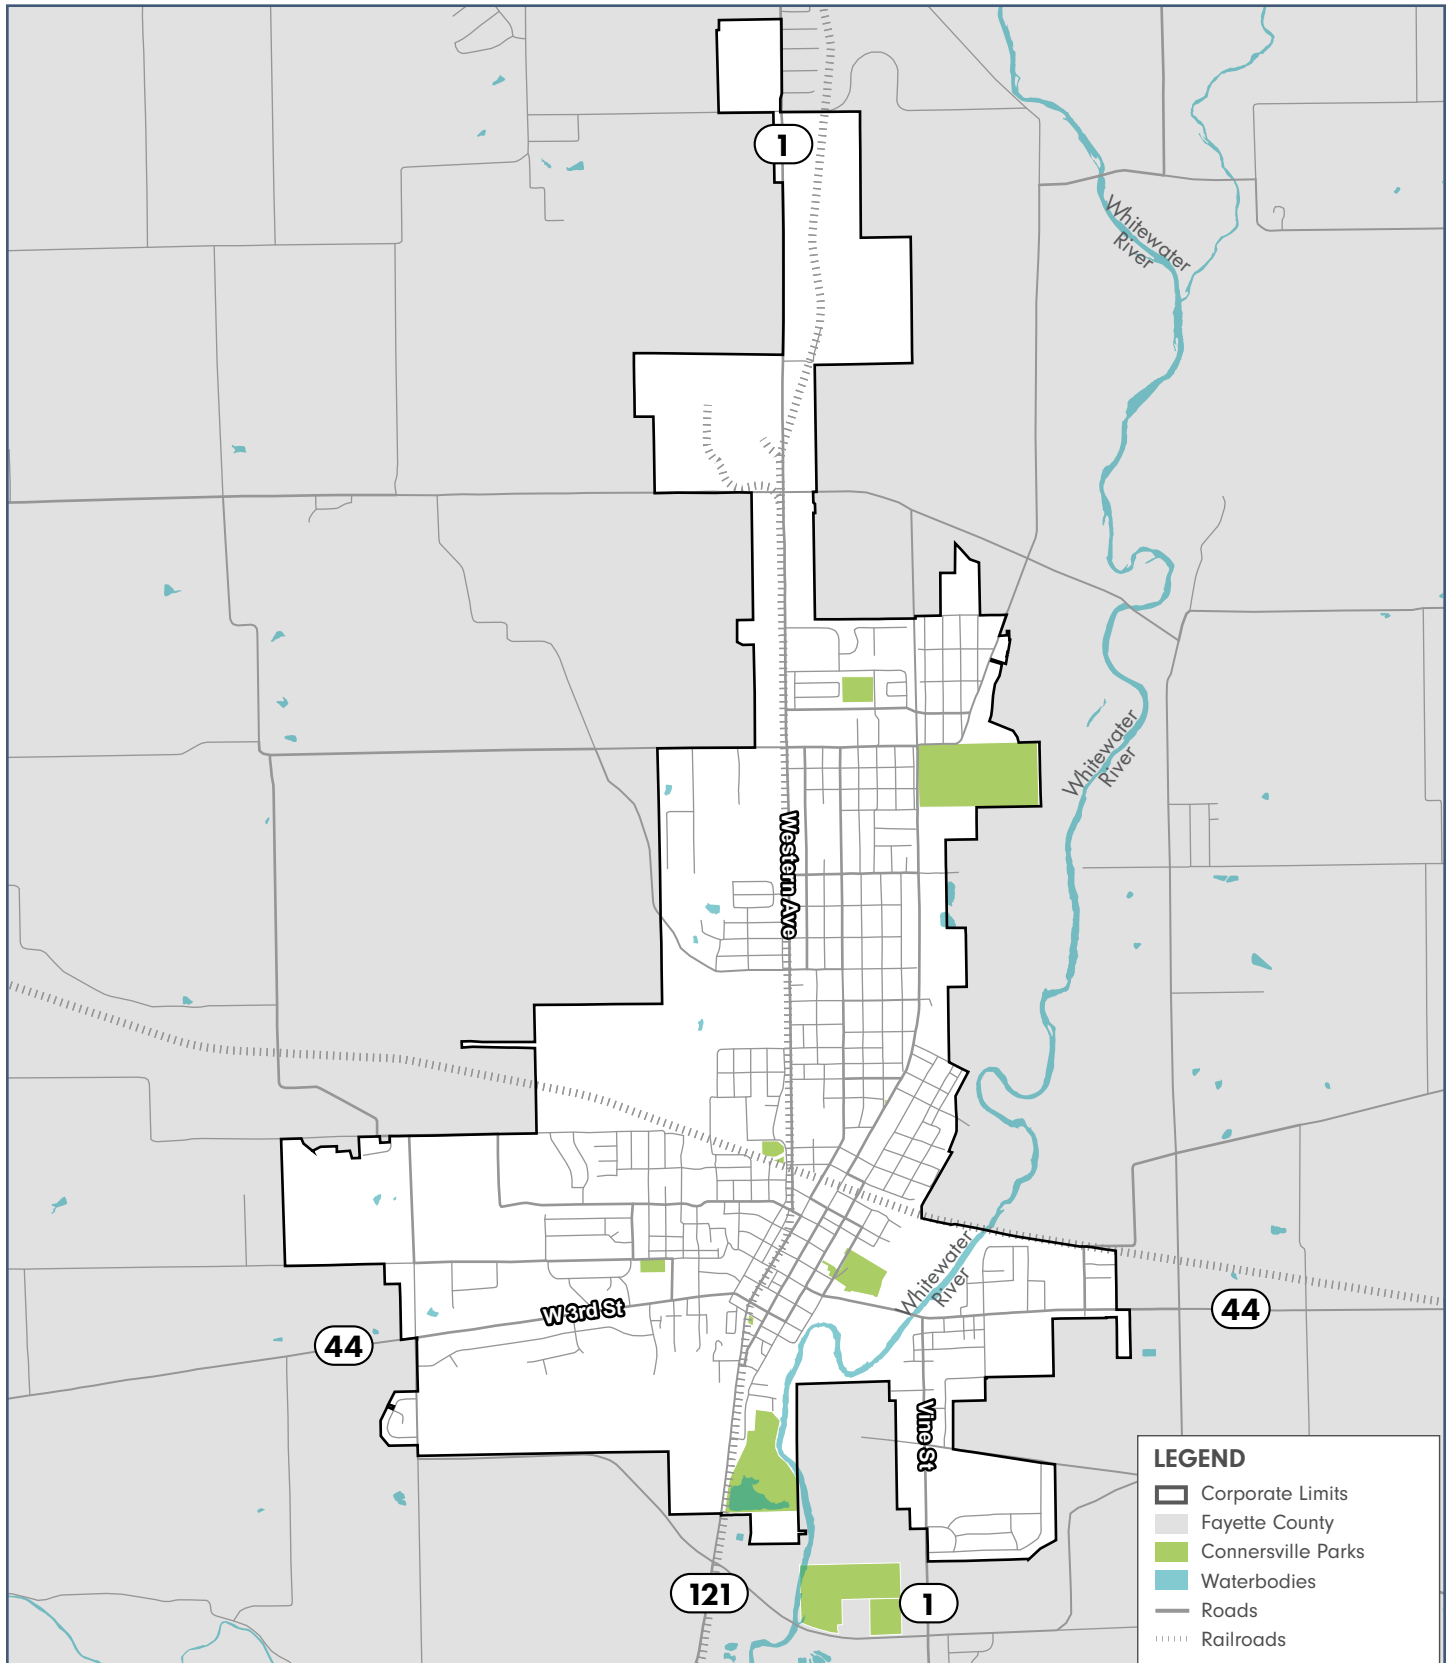 1
Whitewater
River
Whitewater
River
Western Ave
Whitewater
River
W 3rd St
44
44
Vine St
121
1
LEGEND
Corporate Limits
Fayette County
Connersville Parks
Waterbodies
Roads
Railroads